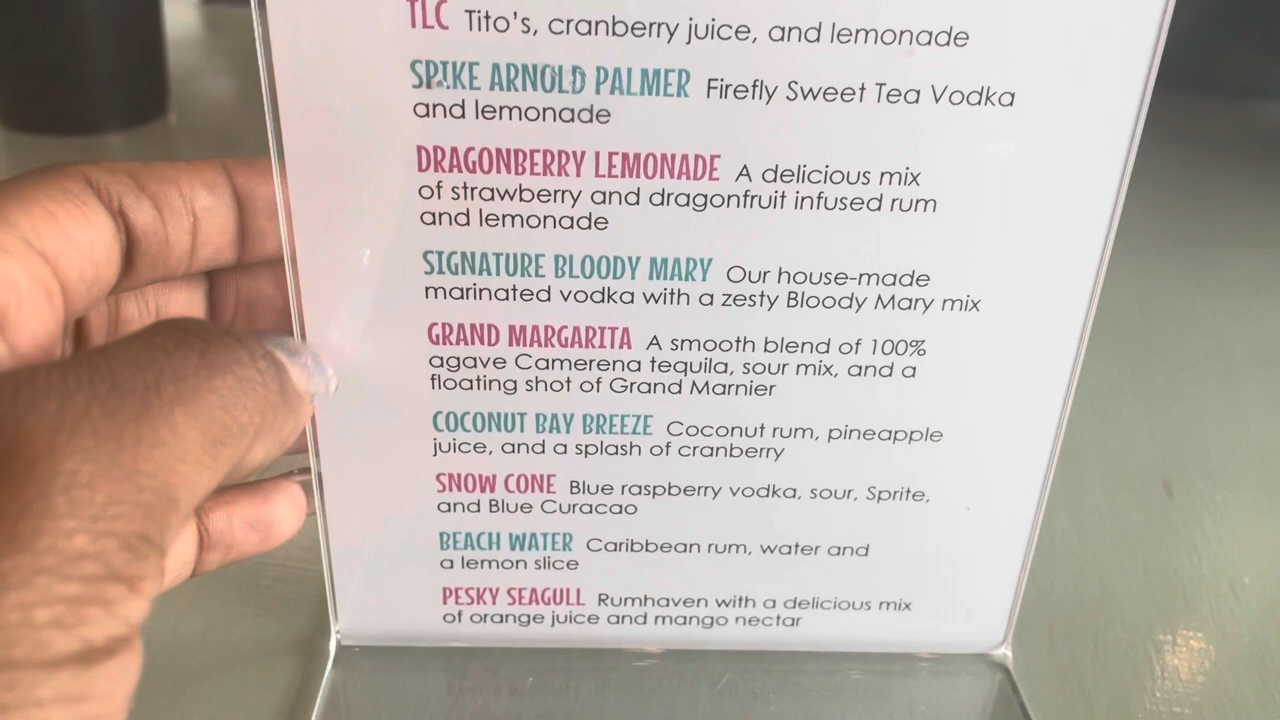 TLC Tito's, cranberry juice, and lemonade
SPIKE ARNOLD PALMER Firefly Sweet Tea Vodka
and lemonade
DRAGONBERRY LEMONADE A delicious mix
of strawberry and dragonfruit infused rum
and lemonade
SIGNATURE BLOODY MARY Our house-made
marinated vodka with a zesty Bloody Mary mix
GRAND MARGARITA A smooth blend of 100%
agave Camerena tequila, sour mix, and a
floating shot of Grand Marnier
COCONUT BAY BREEZE Coconut rum, pineapple
juice, and a splash of cranberry
SNOW CONE Blue raspberry vodka, sour, Sprite,
and Blue Curacao
BEACH WATER Caribbean rum, water and
a lemon slice
PESKY SEAGULL Rumhaven with a delicious mix
of orange juice and mango nectar